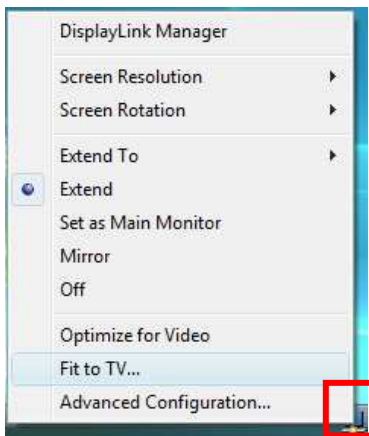 DisplayLink Manager
Screen Resolution
Screen Rotation
Extend To
Extend
Set as Main Monitor
Mirror
Off
Optimize for Video
Fit to TV...
Advanced Configuration...